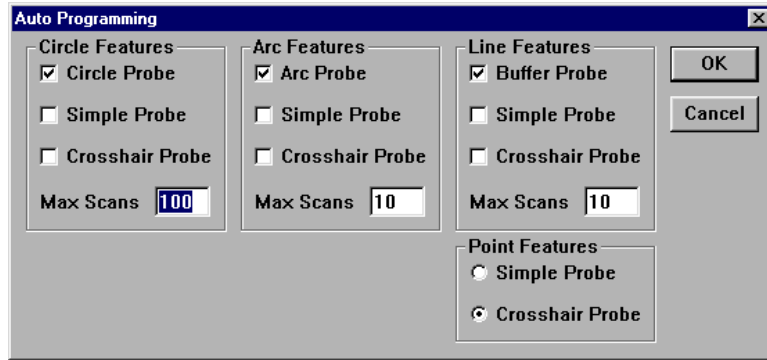 Auto Programming
Circle Features
Circle Probe
Simple Probe
Crosshair Probe
Max Scans 100
Arc Features
Arc Probe
Simple Probe
Crosshair Probe
Max Scans 10
Line Features
Buffer Probe
Simple Probe
Crosshair Probe
Max Scans 10
Point Features
Simple Probe
Crosshair Probe
OK
Cancel